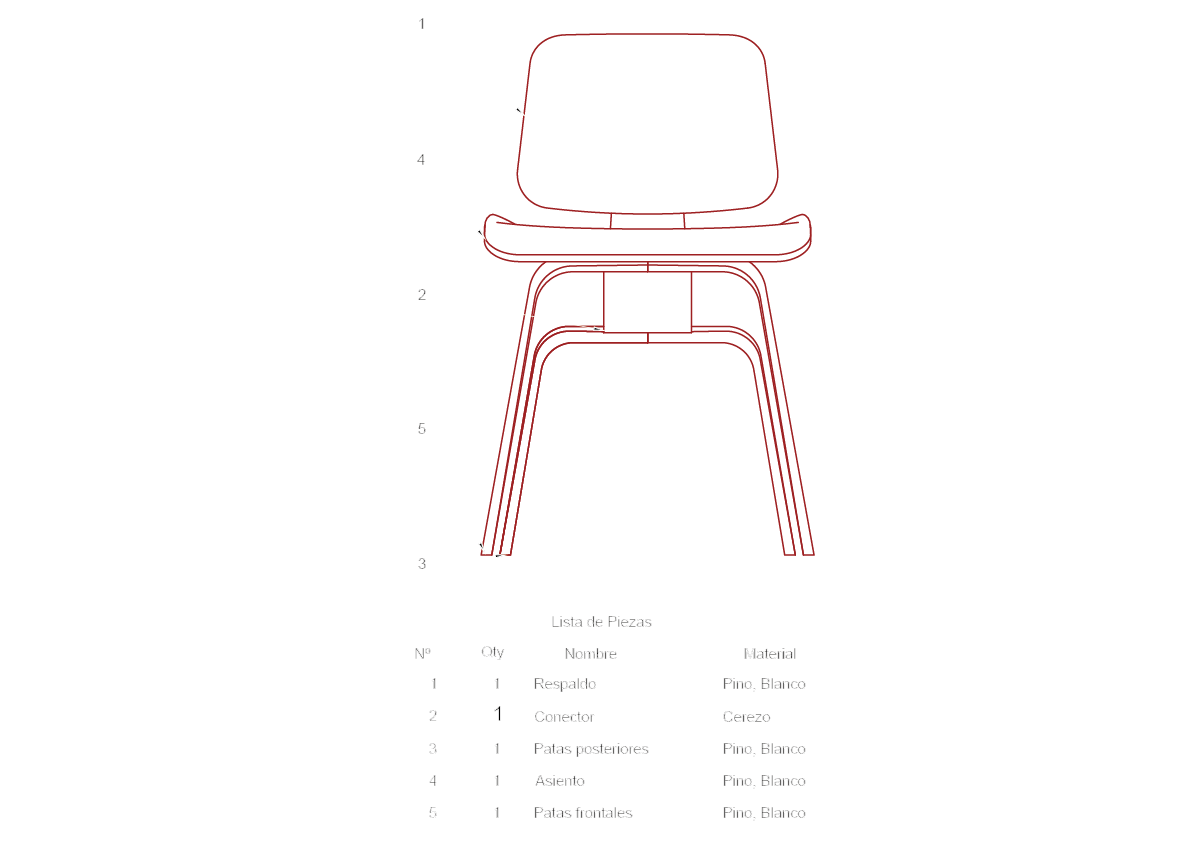 1
4
2
5
3
Lista de Piezas
Nº Qty Nombre Material
1 1 Respaldo Pino, Blanco
2 1 Conector Cerezo
3 1 Patas posteriores Pino, Blanco
4 1 Asiento Pino, Blanco
5 1 Patas frontales Pino, Blanco